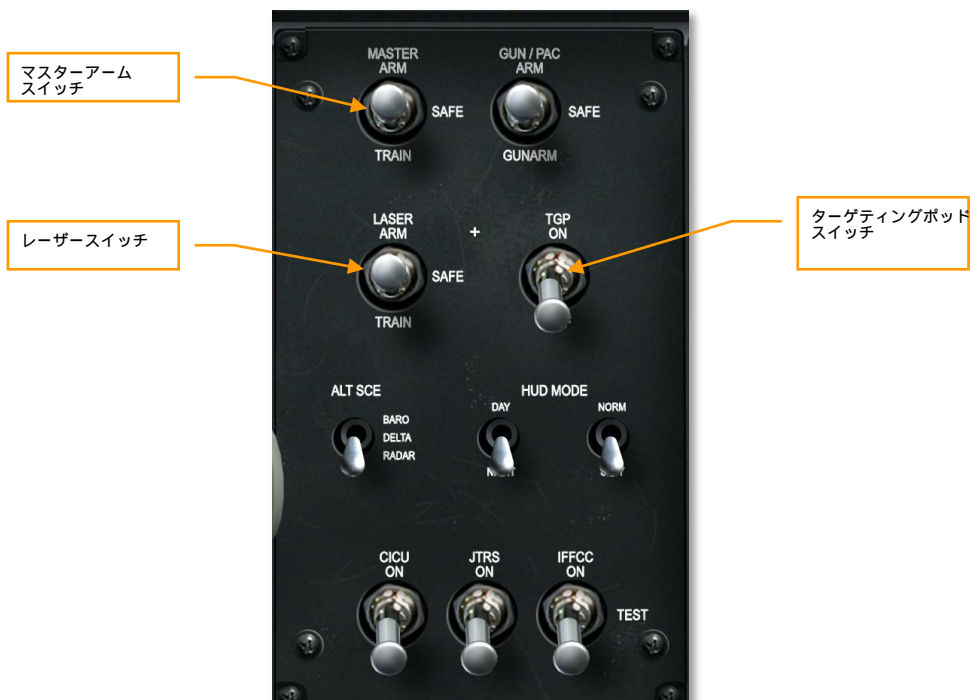 マスターアーム
スイッチ
MASTER
ARM
SAFE
TRAIN
GUN / PAC
ARM
SAFE
GUNARM
レーザースイッチ
LASER
ARM
SAFE
TRAIN
+
TGP
ON
ターゲティングポッド
スイッチ
ALT SCE
BARO
DELTA
RADAR
HUD MODE
DAY
NORM
CICU
ON
JTRS
ON
IFFCC
ON
TEST